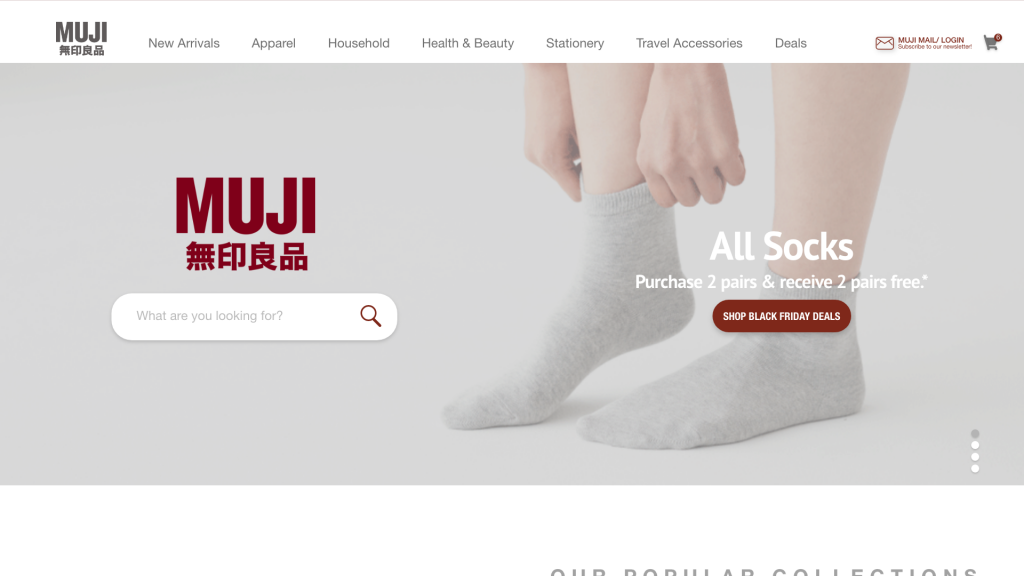 MUJI
無印良品
New Arrivals
Apparel
Household
Health & Beauty
Stationery
Travel Accessories
Deals
MUJI MAIL/ LOGIN
Subscribe to our newsletter!
0
MUJI
無印良品
What are you looking for?
All Socks
Purchase 2 pairs & receive 2 pairs free.*
SHOP BLACK FRIDAY DEALS
OUR POPULAR COLLECTIONS